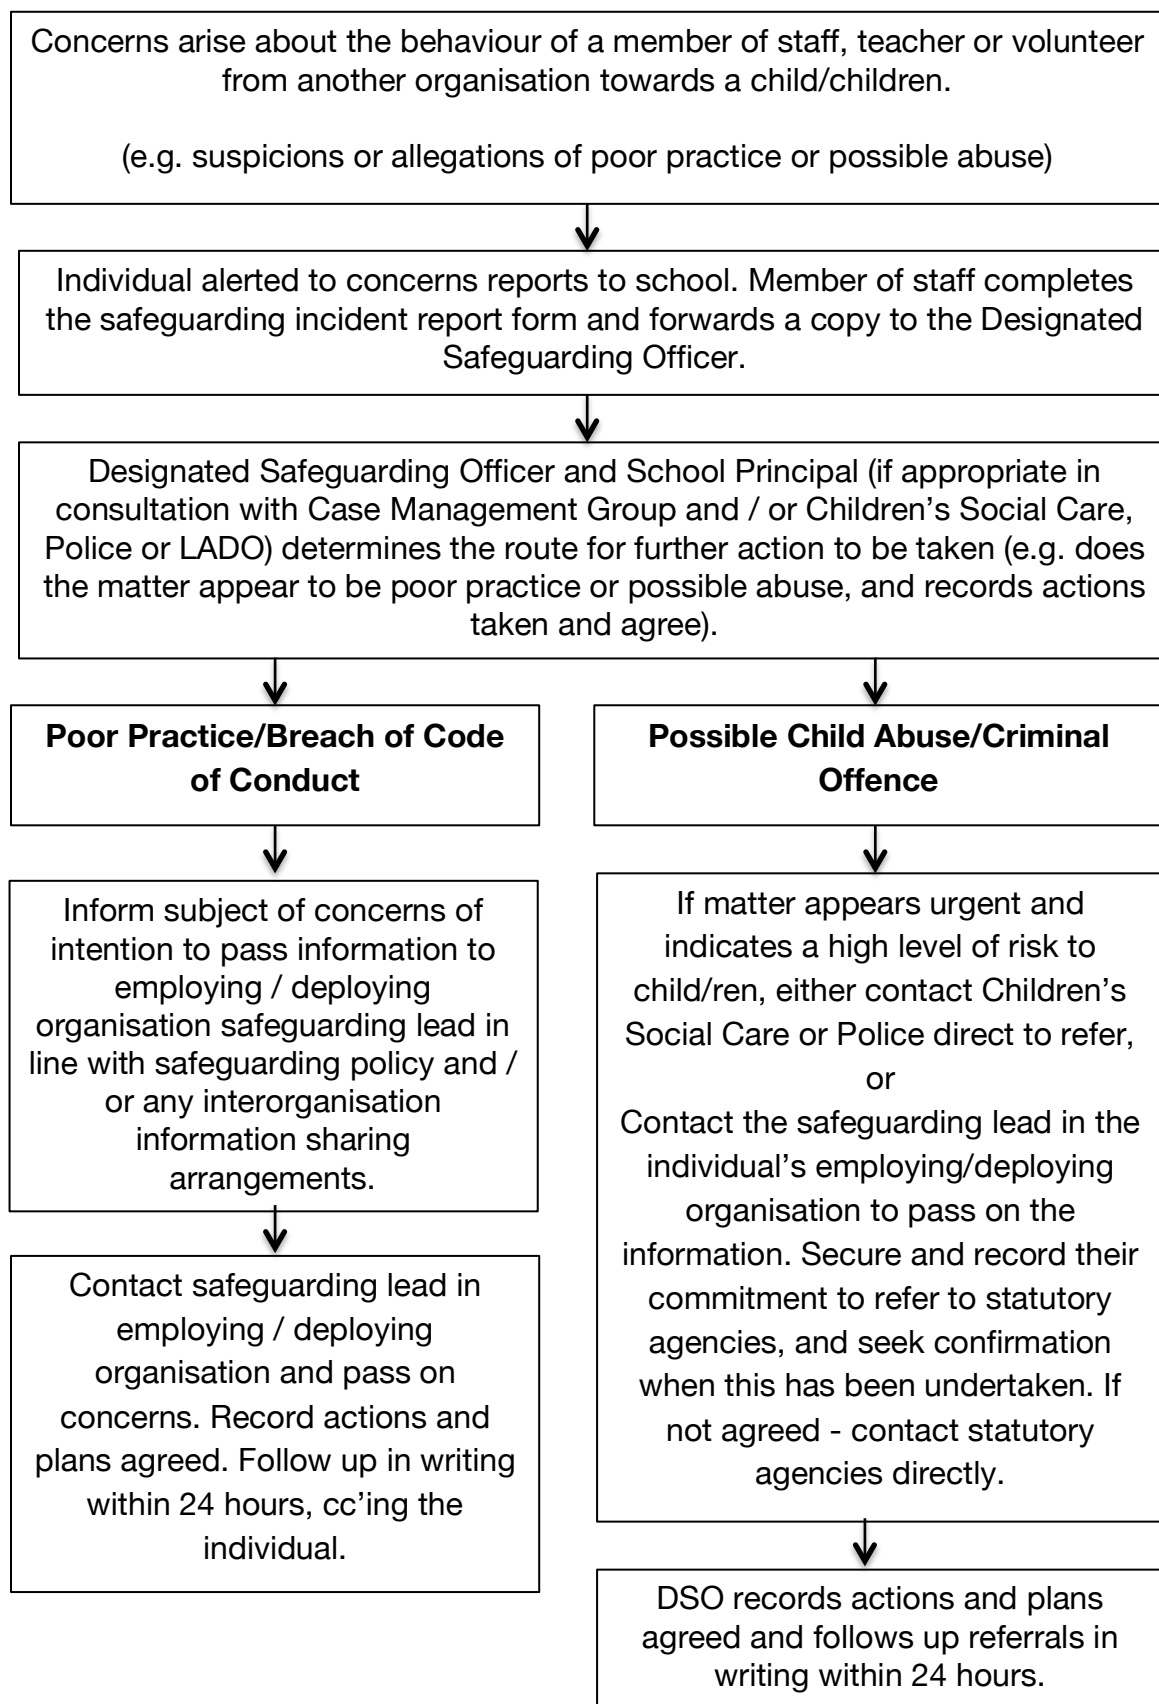 Concerns arise about the behaviour of a member of staff, teacher or volunteer
from another organisation towards a child/children.
(e.g. suspicions or allegations of poor practice or possible abuse)
Individual alerted to concerns reports to school. Member of staff completes
the safeguarding incident report form and forwards a copy to the Designated
Safeguarding Officer.
Designated Safeguarding Officer and School Principal (if appropriate in
consultation with Case Management Group and / or Children’s Social Care,
Police or LADO) determines the route for further action to be taken (e.g. does
the matter appear to be poor practice or possible abuse, and records actions
taken and agree).
Poor Practice/Breach of Code
of Conduct
Inform subject of concerns of
intention to pass information to
employing / deploying
organisation safeguarding lead in
line with safeguarding policy and /
or any interorganisation
information sharing
arrangements.
Contact safeguarding lead in
employing / deploying
organisation and pass on
concerns. Record actions and
plans agreed. Follow up in writing
within 24 hours, cc’ing the
individual.
Possible Child Abuse/Criminal
Offence
If matter appears urgent and
indicates a high level of risk to
child/ren, either contact Children’s
Social Care or Police direct to refer,
or
Contact the safeguarding lead in the
individual’s employing/deploying
organisation to pass on the
information. Secure and record their
commitment to refer to statutory
agencies, and seek confirmation
when this has been undertaken. If
not agreed - contact statutory
agencies directly.
DSO records actions and plans
agreed and follows up referrals in
writing within 24 hours.